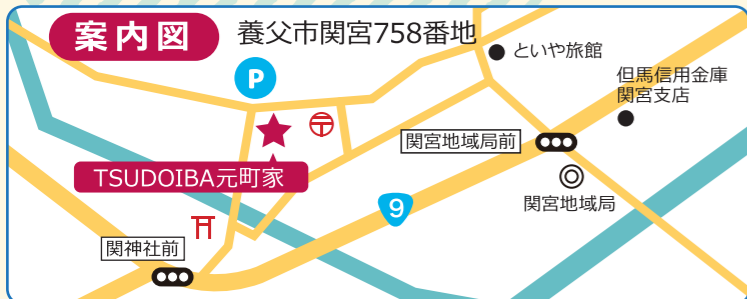 案内図
養父市関宮758番地
といや旅館
P
但馬信用金庫
関宮支店
関宮地域局前
TSUDOIBA元町家
関宮地域局
9
関神社前